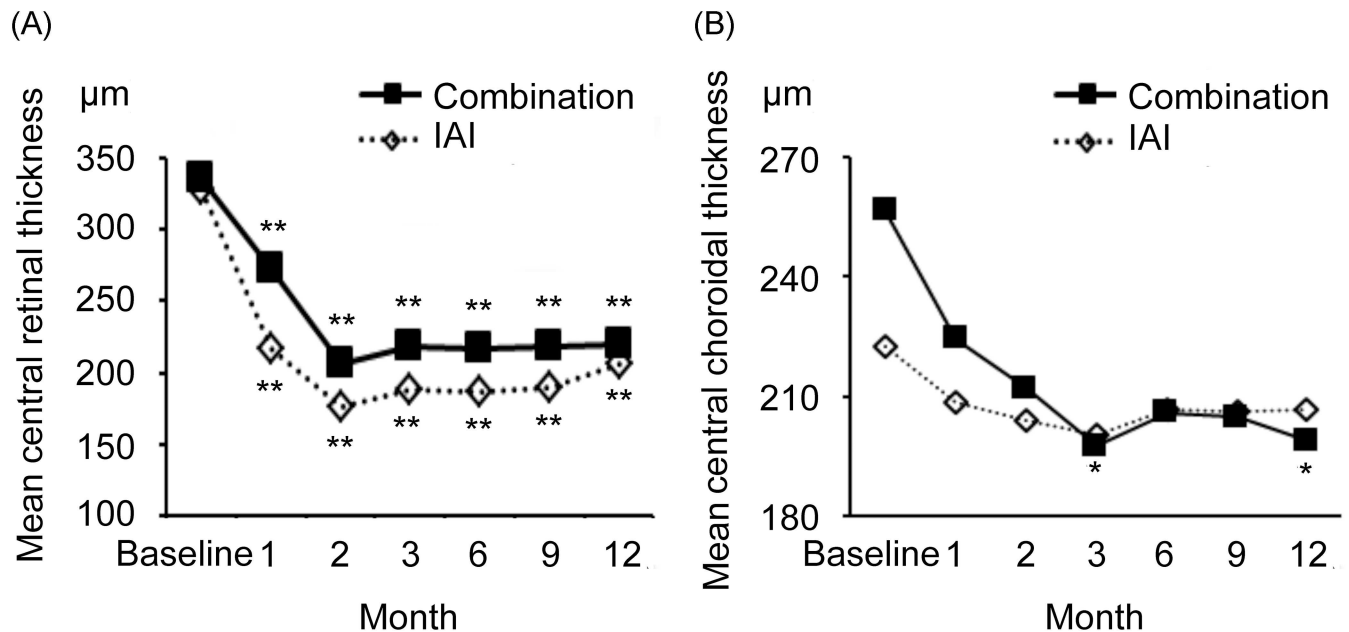 (A)
Mean central retinal thickness
µm
Combination
IAI
350
300
250
200
150
100
**
**
**
**
**
**
**
**
**
**
**
**
Baseline 1 2 3 6 9 12
Month
(B)
Mean central choroidal thickness
µm
Combination
IAI
270
240
210
180
*
*
Baseline 1 2 3 6 9 12
Month